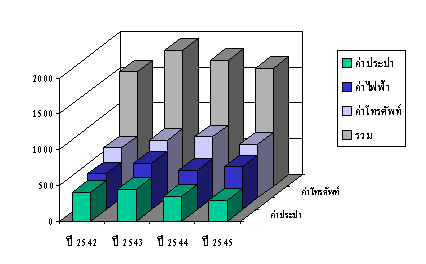 2000
1500
1000
500
0
ปี 2542
ปี 2543
ปี 2544
ปี 2545
ค่าประปา
ค่าโทรศัพท์
ค่าประปา
ค่าไฟฟ้า
ค่าโทรศัพท์
รวม